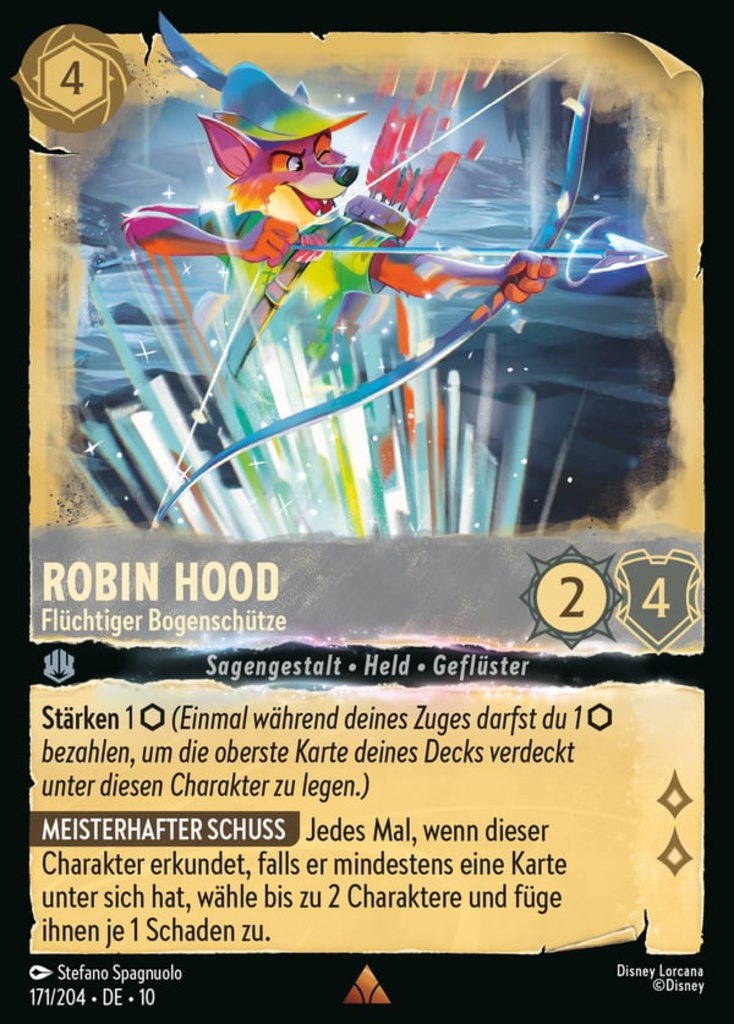 4
ROBIN HOOD
Flüchtiger Bogenschütze
2 4
Sagengestalt • Held • Geflüster
Stärken 1 ⬡ (Einmal während deines Zuges darfst du 1 ⬡
bezahlen, um die oberste Karte deines Decks verdeckt
unter diesen Charakter zu legen.)
MEISTERHAFTER SCHUSS Jedes Mal, wenn dieser
Charakter erkundet, falls er mindestens eine Karte
unter sich hat, wähle bis zu 2 Charaktere und füge
ihnen je 1 Schaden zu.
Stefano Spagnuolo
171/204 • DE • 10
Disney Lorcana
©Disney